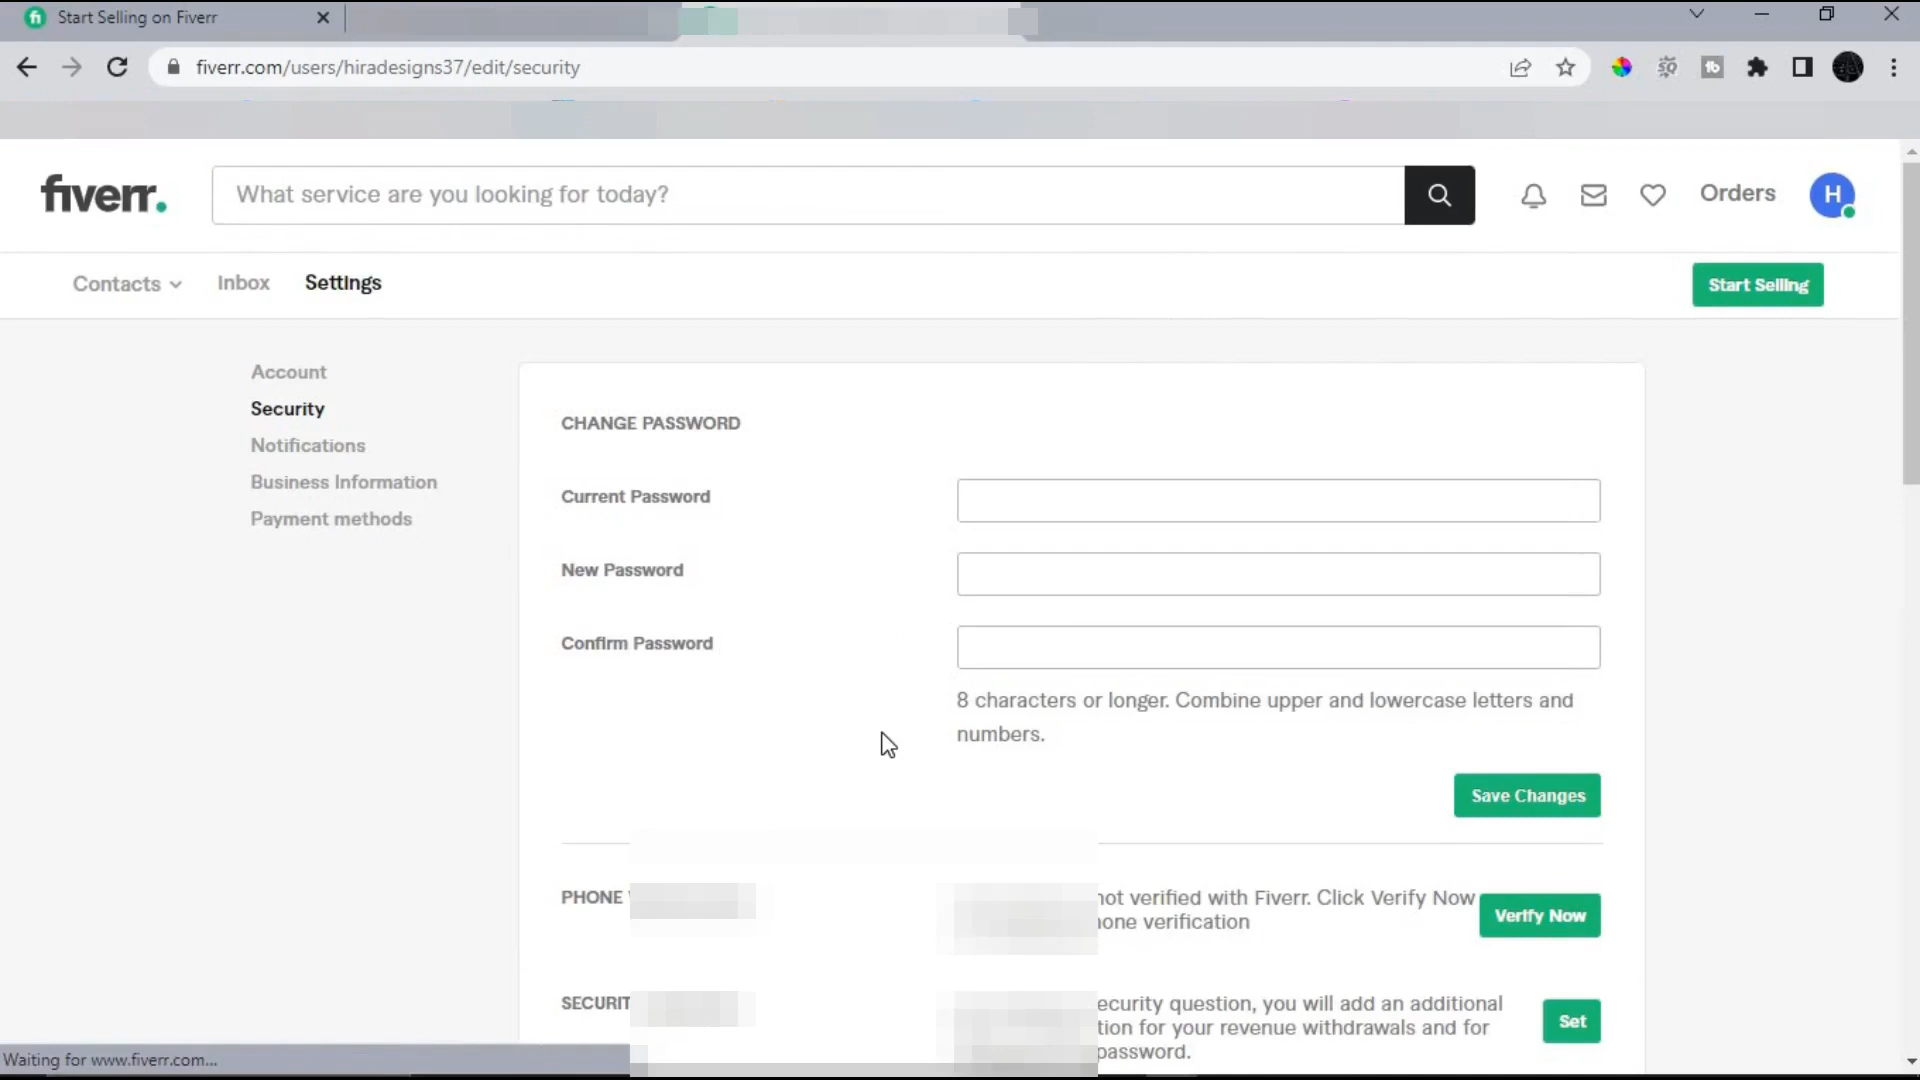 Start Selling on Fiverr
fiverr.com/users/hiradesigns37/edit/security
fiverr.
What service are you looking for today?
Orders
H
Contacts
Inbox
Settings
Start Selling
Account
Security
Notifications
Business Information
Payment methods
CHANGE PASSWORD
Current Password
New Password
Confirm Password
8 characters or longer. Combine upper and lowercase letters and
numbers.
Save Changes
PHONE
not verified with Fiverr. Click Verify Now
hone verification
Verify Now
SECURIT
ecurity question, you will add an additional
tion for your revenue withdrawals and for
password.
Set
Waiting for www.fiverr.com...